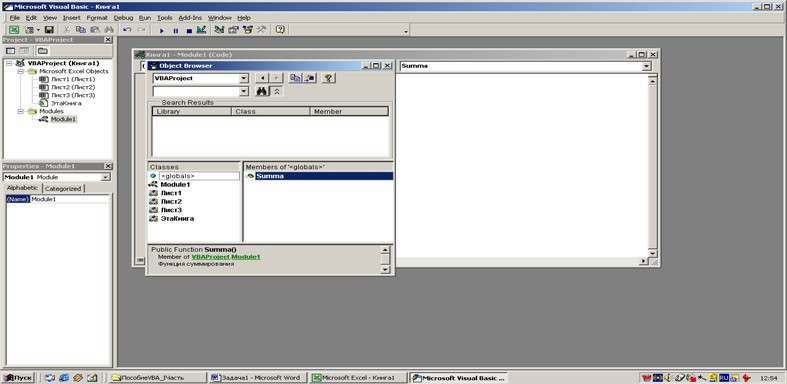 Microsoft Visual Basic - Книга1
File Edit View Insert Format Debug Run Tools Add-Ins Window Help
Project - VBAProject
VBAProject (Книга1)
Microsoft Excel Objects
Лист1 (Лист1)
Лист2 (Лист2)
Лист3 (Лист3)
ЭтаКнига
Modules
Module1
Properties - Module1
Module1 Module
Alphabetic Categorized
(Name) Module1
Книга1 - Module1 (Code)
Summa
Object Browser
VBAProject
Search Results
Library Class Member
Classes Members of '<globals>'
<globals> Summa
Module1
Лист1
Лист2
Лист3
ЭтаКнига
Public Function Summa()
Member of VBAProject.Module1
Функция суммирования
Пуск ПособиеVBA_IЧасть Задача1 - Microsoft Word Microsoft Excel - Книга1 Microsoft Visual Basic ... RU 12:54